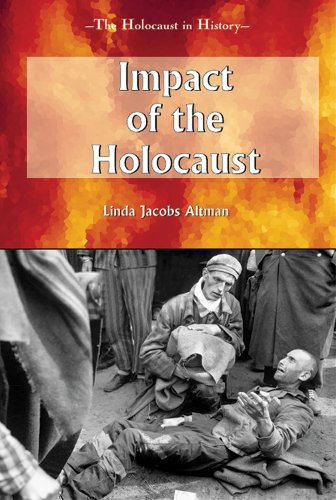 —The Holocaust in History—
Impact
of the
Holocaust
Linda Jacobs Altman